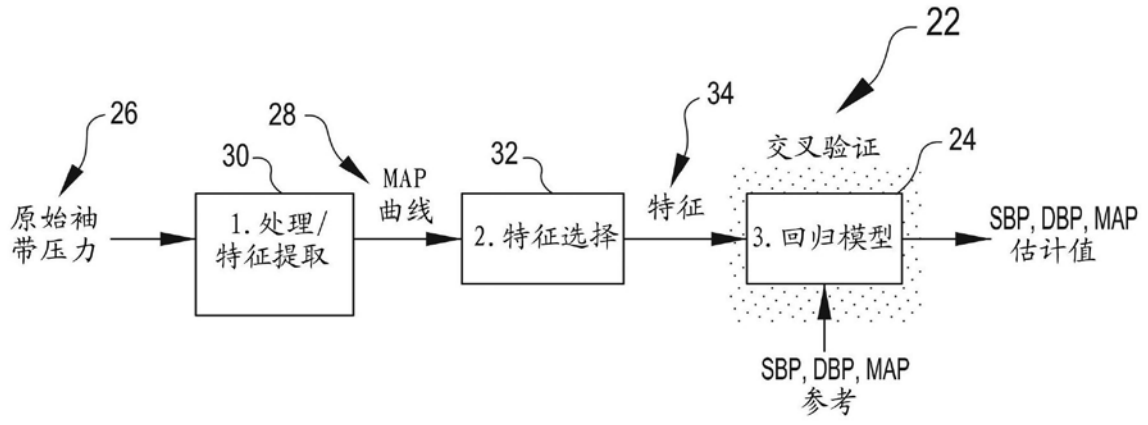 22
26
28
34
30
32
交叉验证
24
原始袖
带压力
1. 处理/
特征提取
MAP
曲线
2. 特征选择
特征
3. 回归模型
SBP, DBP, MAP
估计值
SBP, DBP, MAP
参考